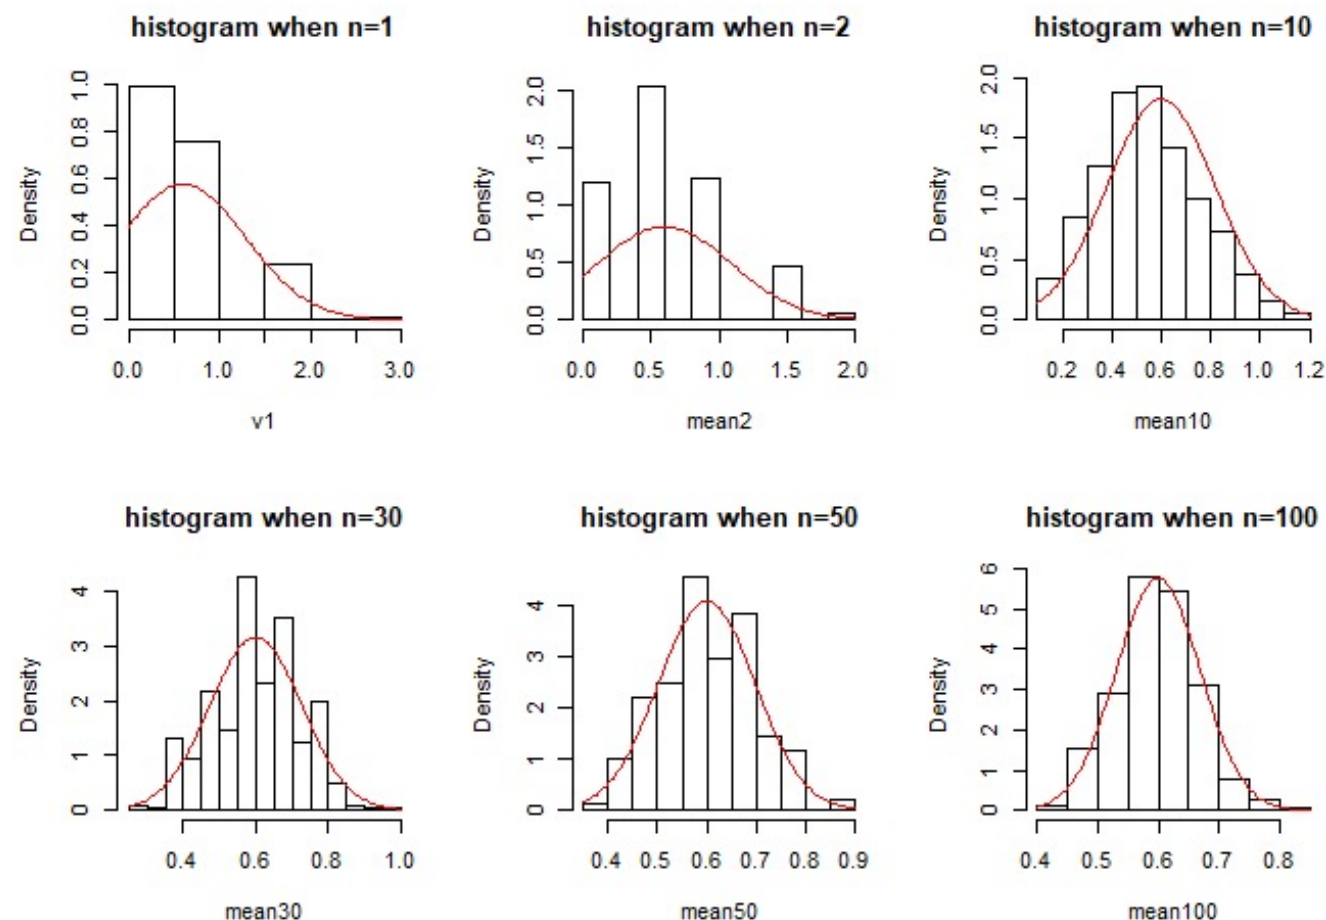 histogram when n=1
Density
0.0 0.2 0.4 0.6 0.8 1.0
0.0 1.0 2.0 3.0
v1
histogram when n=2
Density
0.0 0.5 1.0 1.5 2.0
0.0 0.5 1.0 1.5 2.0
mean2
histogram when n=10
Density
0.0 0.5 1.0 1.5 2.0
0.2 0.4 0.6 0.8 1.0 1.2
mean10
histogram when n=30
Density
0 1 2 3 4
0.4 0.6 0.8 1.0
mean30
histogram when n=50
Density
0 1 2 3 4
0.4 0.5 0.6 0.7 0.8 0.9
mean50
histogram when n=100
Density
0 1 2 3 4 5 6
0.4 0.5 0.6 0.7 0.8
mean100